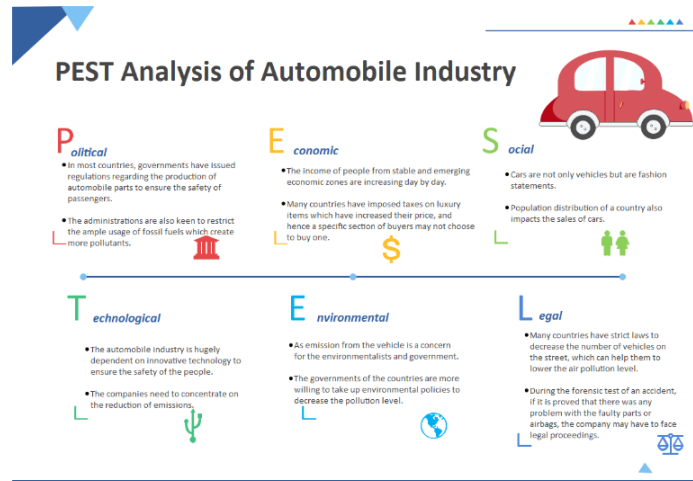 PEST Analysis of Automobile Industry
Political
• In most countries, governments have issued
regulations regarding the production of
automobile parts to ensure the safety of
passengers.
• The administrations are also keen to restrict
the ample usage of fossil fuels which create
more pollutants.
Economic
• The income of people from stable and emerging
economic zones are increasing day by day.
• Many countries have imposed taxes on luxury
items which have increased their price, and
hence a specific section of buyers may not choose
to buy one.
$
Social
• Cars are not only vehicles but are fashion
statements.
• Population distribution of a country also
impacts the sales of cars.
Technological
• The automobile industry is hugely
dependent on innovative technology to
ensure the safety of the people.
• The companies need to concentrate on
the reduction of emissions.
Environmental
• As emission from the vehicle is a concern
for the environmentalists and government.
• The governments of the countries are more
willing to take up environmental policies to
decrease the pollution level.
Legal
• Many countries have strict laws to
decrease the number of vehicles on
the street, which can help them to
lower the air pollution level.
• During the forensic test of an accident,
if it is proved that there was any
problem with the faulty parts or
airbags, the company may have to face
legal proceedings.